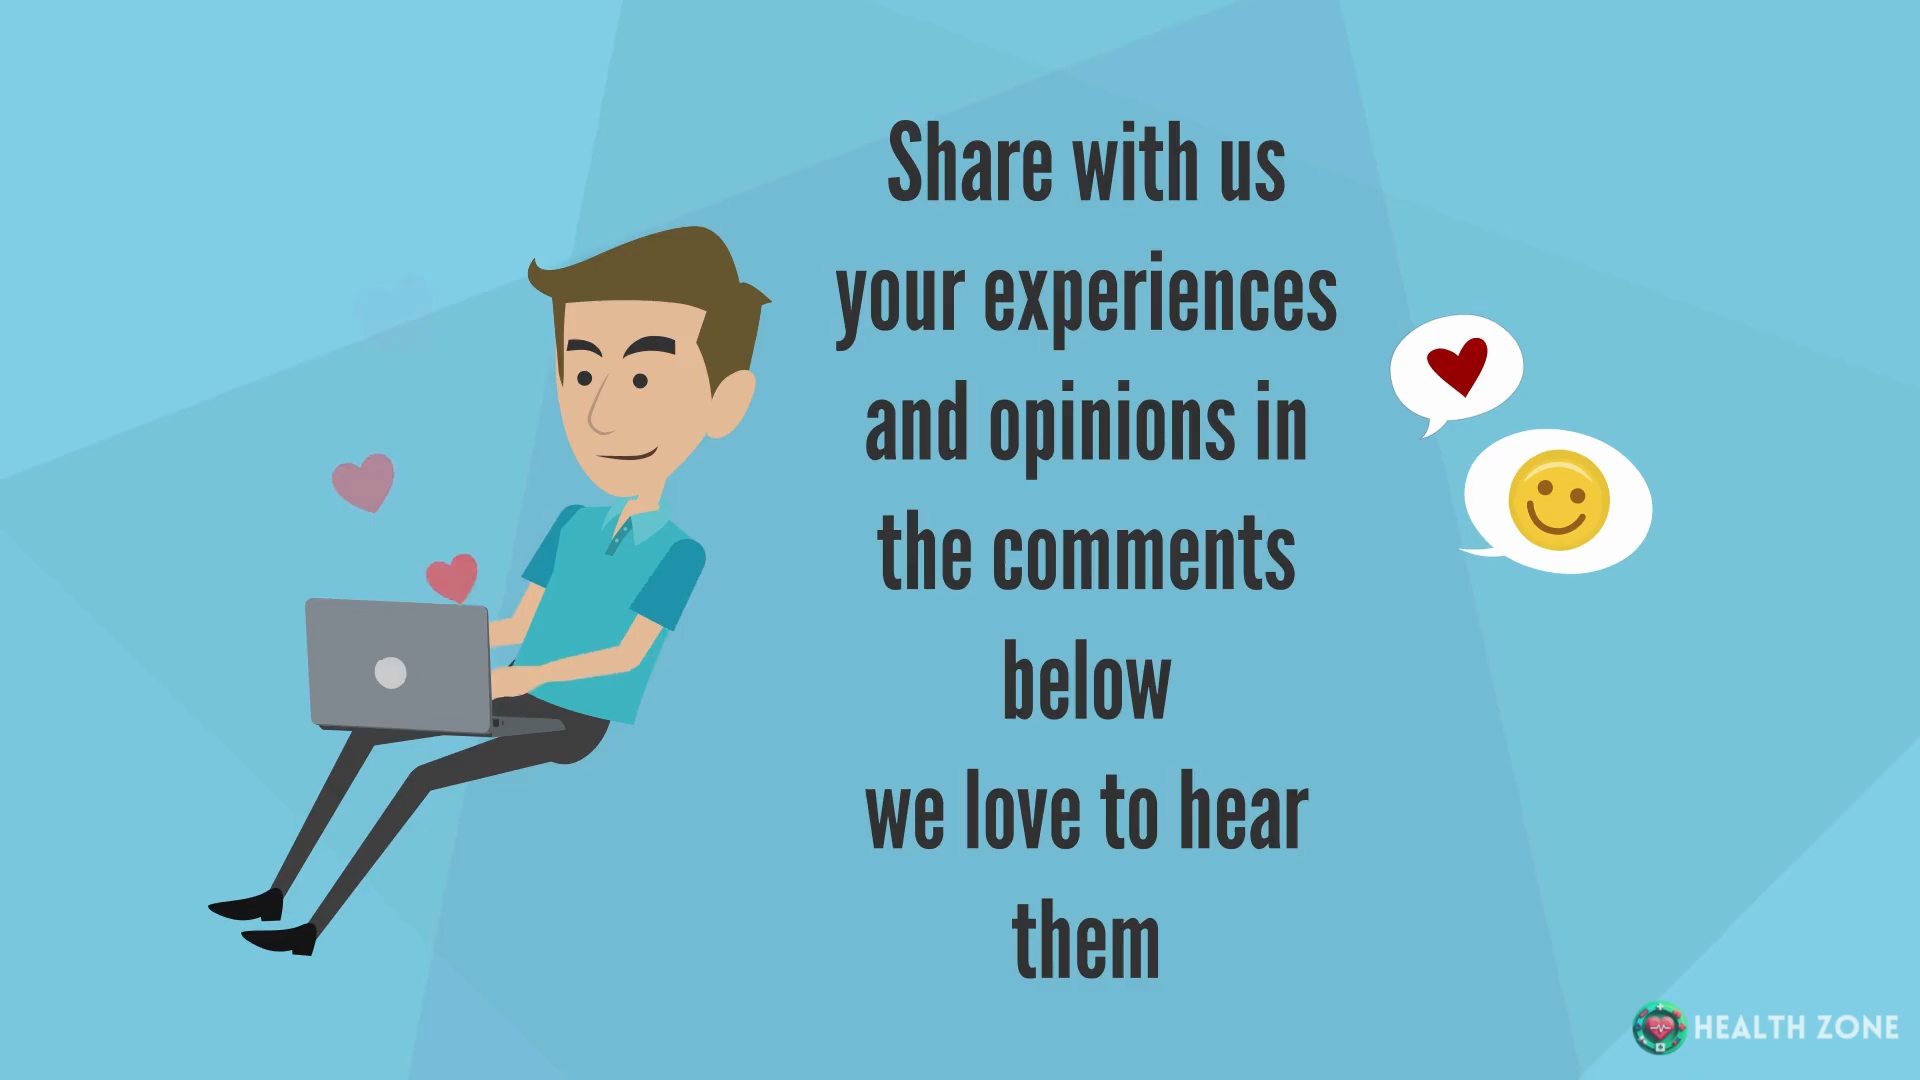 Share with us
your experiences
and opinions in
the comments
below
we love to hear
them
HEALTH ZONE